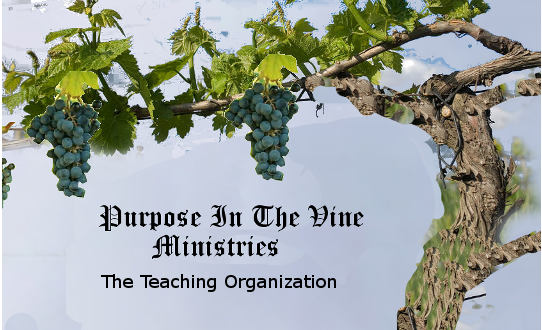 Purpose In The Vine
Ministries
The Teaching Organization